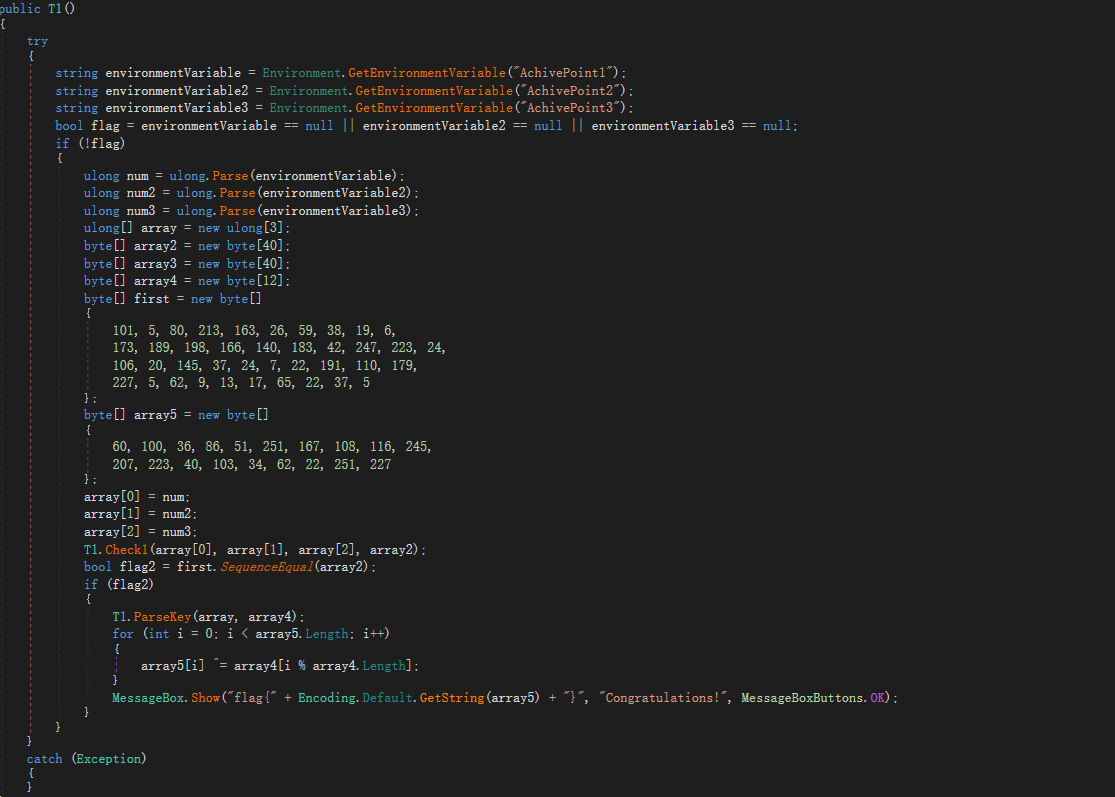 public T1()
{
try
{
string environmentVariable = Environment.GetEnvironmentVariable("AchivePoint1");
string environmentVariable2 = Environment.GetEnvironmentVariable("AchivePoint2");
string environmentVariable3 = Environment.GetEnvironmentVariable("AchivePoint3");
bool flag = environmentVariable == null || environmentVariable2 == null || environmentVariable3 == null;
if (!flag)
{
ulong num = ulong.Parse(environmentVariable);
ulong num2 = ulong.Parse(environmentVariable2);
ulong num3 = ulong.Parse(environmentVariable3);
ulong[] array = new ulong[3];
byte[] array2 = new byte[40];
byte[] array3 = new byte[40];
byte[] array4 = new byte[12];
byte[] first = new byte[]
{
101, 5, 80, 213, 163, 26, 59, 38, 19, 6,
173, 189, 198, 166, 140, 183, 42, 247, 223, 24,
106, 20, 145, 37, 24, 7, 22, 191, 110, 179,
227, 5, 62, 9, 13, 17, 65, 22, 37, 5
};
byte[] array5 = new byte[]
{
60, 100, 36, 86, 51, 251, 167, 108, 116, 245,
207, 223, 40, 103, 34, 62, 22, 251, 227
};
array[0] = num;
array[1] = num2;
array[2] = num3;
T1.Check1(array[0], array[1], array[2], array2);
bool flag2 = first.SequenceEqual(array2);
if (flag2)
{
T1.ParseKey(array, array4);
for (int i = 0; i < array5.Length; i++)
{
array5[i] ^= array4[i % array4.Length];
}
MessageBox.Show("flag{" + Encoding.Default.GetString(array5) + "}", "Congratulations!", MessageBoxButtons.OK);
}
}
}
catch (Exception)
{
}